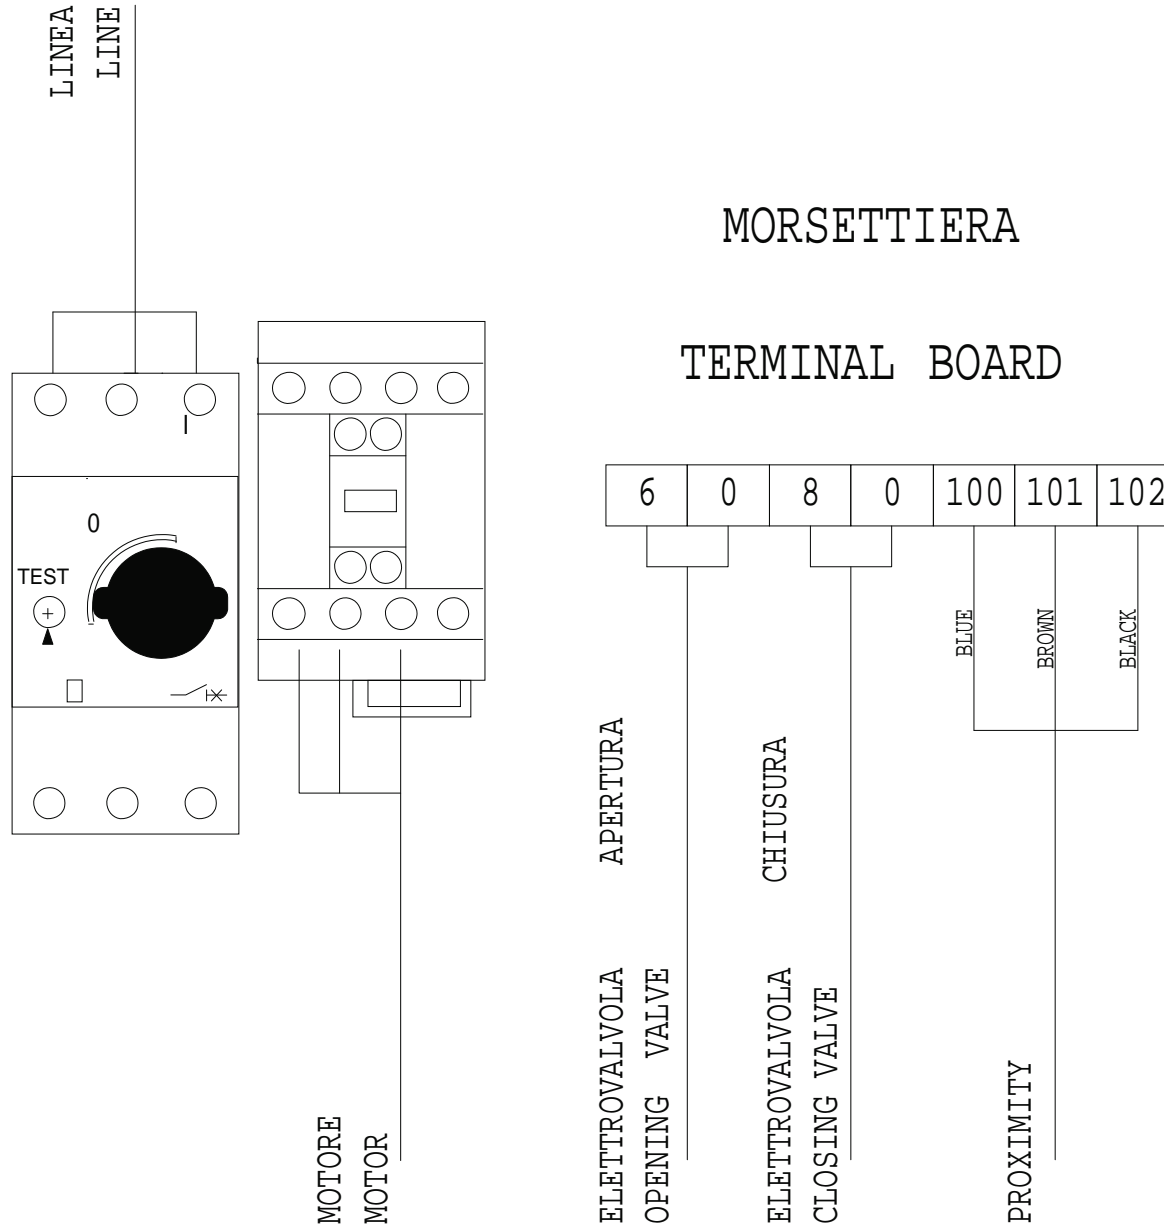 LINEA
LINE
MORSETTIERA
TERMINAL BOARD
I
0
TEST
6 0 8 0 100 101 102
BLUE
BROWN
BLACK
ELETTROVALVOLA APERTURA
OPENING VALVE
ELETTROVALVOLA CHIUSURA
CLOSING VALVE
PROXIMITY
MOTORE
MOTOR